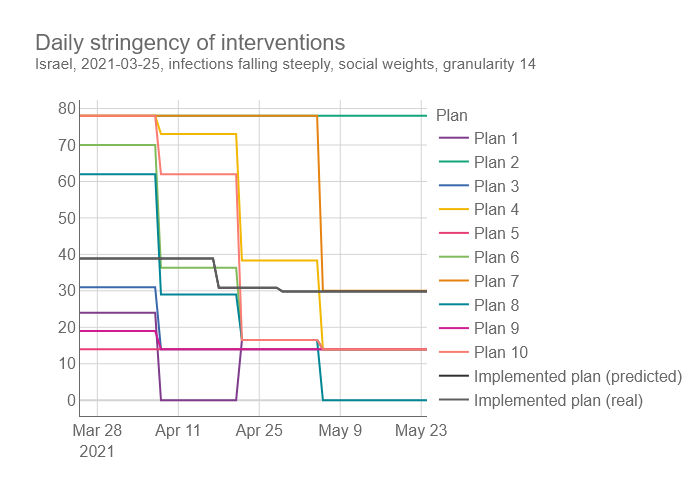 Daily stringency of interventions
Israel, 2021-03-25, infections falling steeply, social weights, granularity 14
80
70
60
50
40
30
20
10
0
Mar 28
2021
Apr 11
Apr 25
May 9
May 23
Plan
Plan 1
Plan 2
Plan 3
Plan 4
Plan 5
Plan 6
Plan 7
Plan 8
Plan 9
Plan 10
Implemented plan (predicted)
Implemented plan (real)